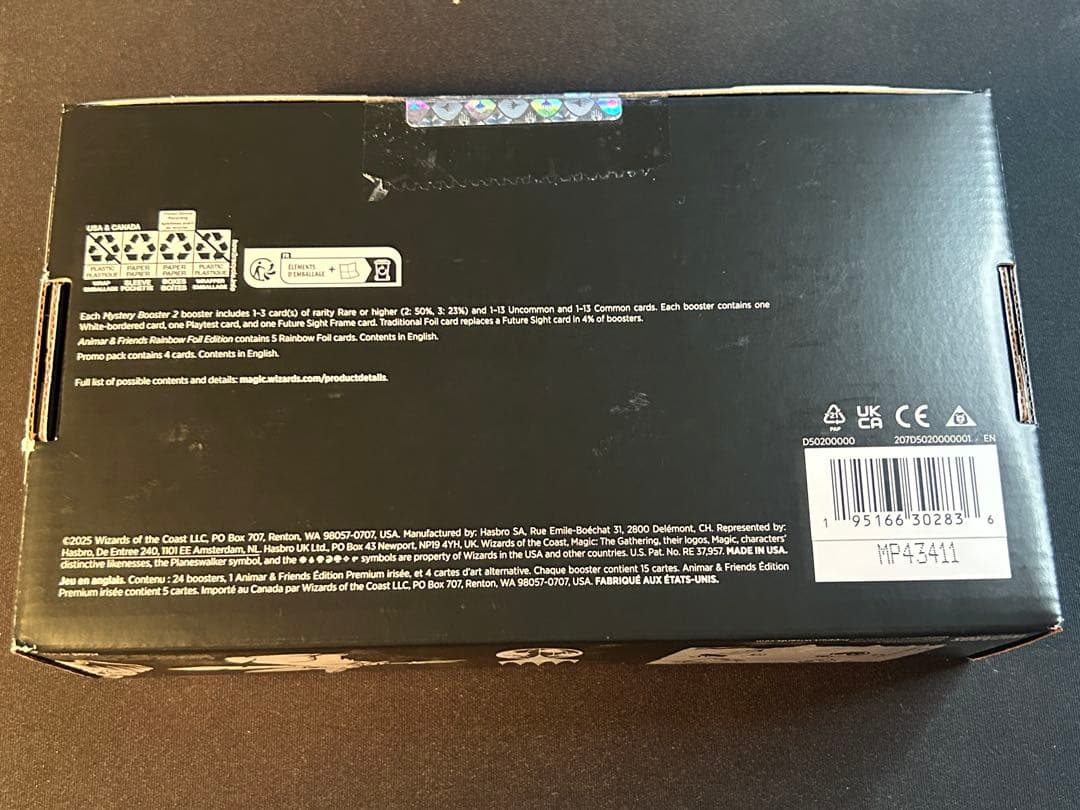 USA & CANADA
PLASTIC PAPER PAPER PLASTIC
PLASTIQUE PAPIER PAPIER PLASTIQUE
WRAP SLEEVE BOXES WRAPPER
EMBALLAGE POCHETTE BOÎTES EMBALLAGE
how2recycle.info
FR
ÉLÉMENTS
D'EMBALLAGE +
Each Mystery Booster 2 booster includes 1-3 card(s) of rarity Rare or higher (2: 50%, 3: 23%) and 1-13 Uncommon and 1-13 Common cards. Each booster contains one
White-bordered card, one Playtest card, and one Future Sight Frame card. Traditional Foil card replaces a Future Sight card in 4% of boosters.
Animar & Friends Rainbow Foil Edition contains 5 Rainbow Foil cards. Contents in English.
Promo pack contains 4 cards. Contents in English.
Full list of possible contents and details: magic.wizards.com/productdetails.
21
PAP
UK
CA
CE
D50200000 207D5020000001 EN
1 95166 30283 6
MP43411
©2025 Wizards of the Coast LLC, PO Box 707, Renton, WA 98057-0707, USA. Manufactured by: Hasbro SA, Rue Emile-Boéchat 31, 2800 Delémont, CH. Represented by:
Hasbro, De Entree 240, 1101 EE Amsterdam, NL. Hasbro UK Ltd., PO Box 43 Newport, NP19 4YH, UK. Wizards of the Coast, Magic: The Gathering, their logos, Magic, characters'
distinctive likenesses, the Planeswalker symbol, and the symbols are property of Wizards in the USA and other countries. U.S. Pat. No. RE 37,957. MADE IN USA.
Jeu en anglais. Contenu : 24 boosters, 1 Animar & Friends Édition Premium irisée, et 4 cartes d'art alternative. Chaque booster contient 15 cartes. Animar & Friends Édition
Premium irisée contient 5 cartes. Importé au Canada par Wizards of the Coast LLC, PO Box 707, Renton, WA 98057-0707, USA. FABRIQUÉ AUX ÉTATS-UNIS.